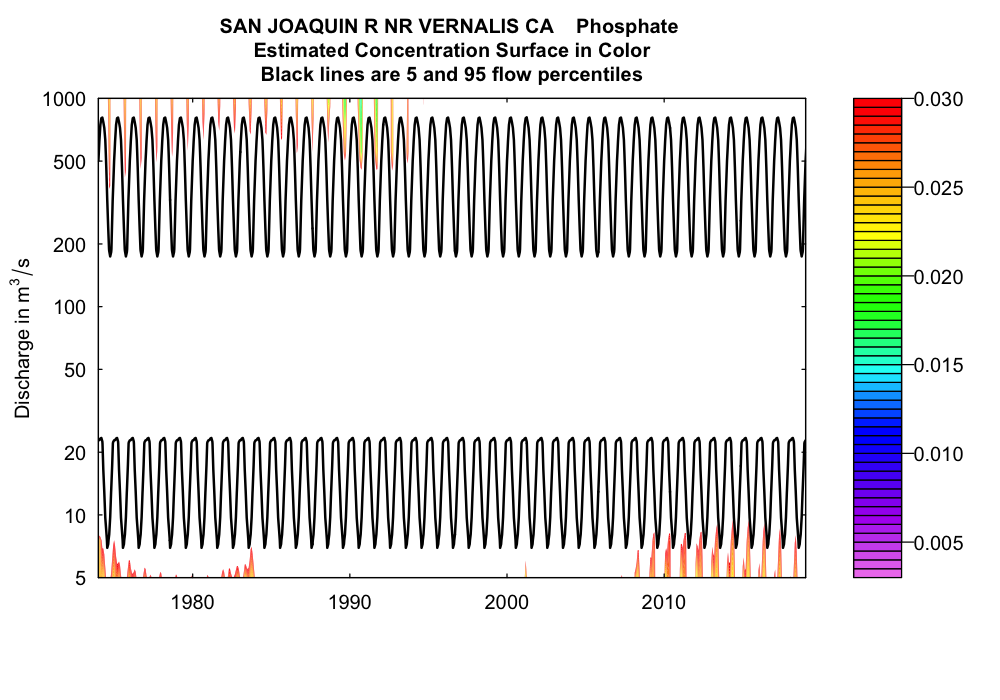 SAN JOAQUIN R NR VERNALIS CA Phosphate
Estimated Concentration Surface in Color
Black lines are 5 and 95 flow percentiles
1000
500
200
100
50
20
10
5
Discharge in m³/s
1980 1990 2000 2010
0.030
0.025
0.020
0.015
0.010
0.005